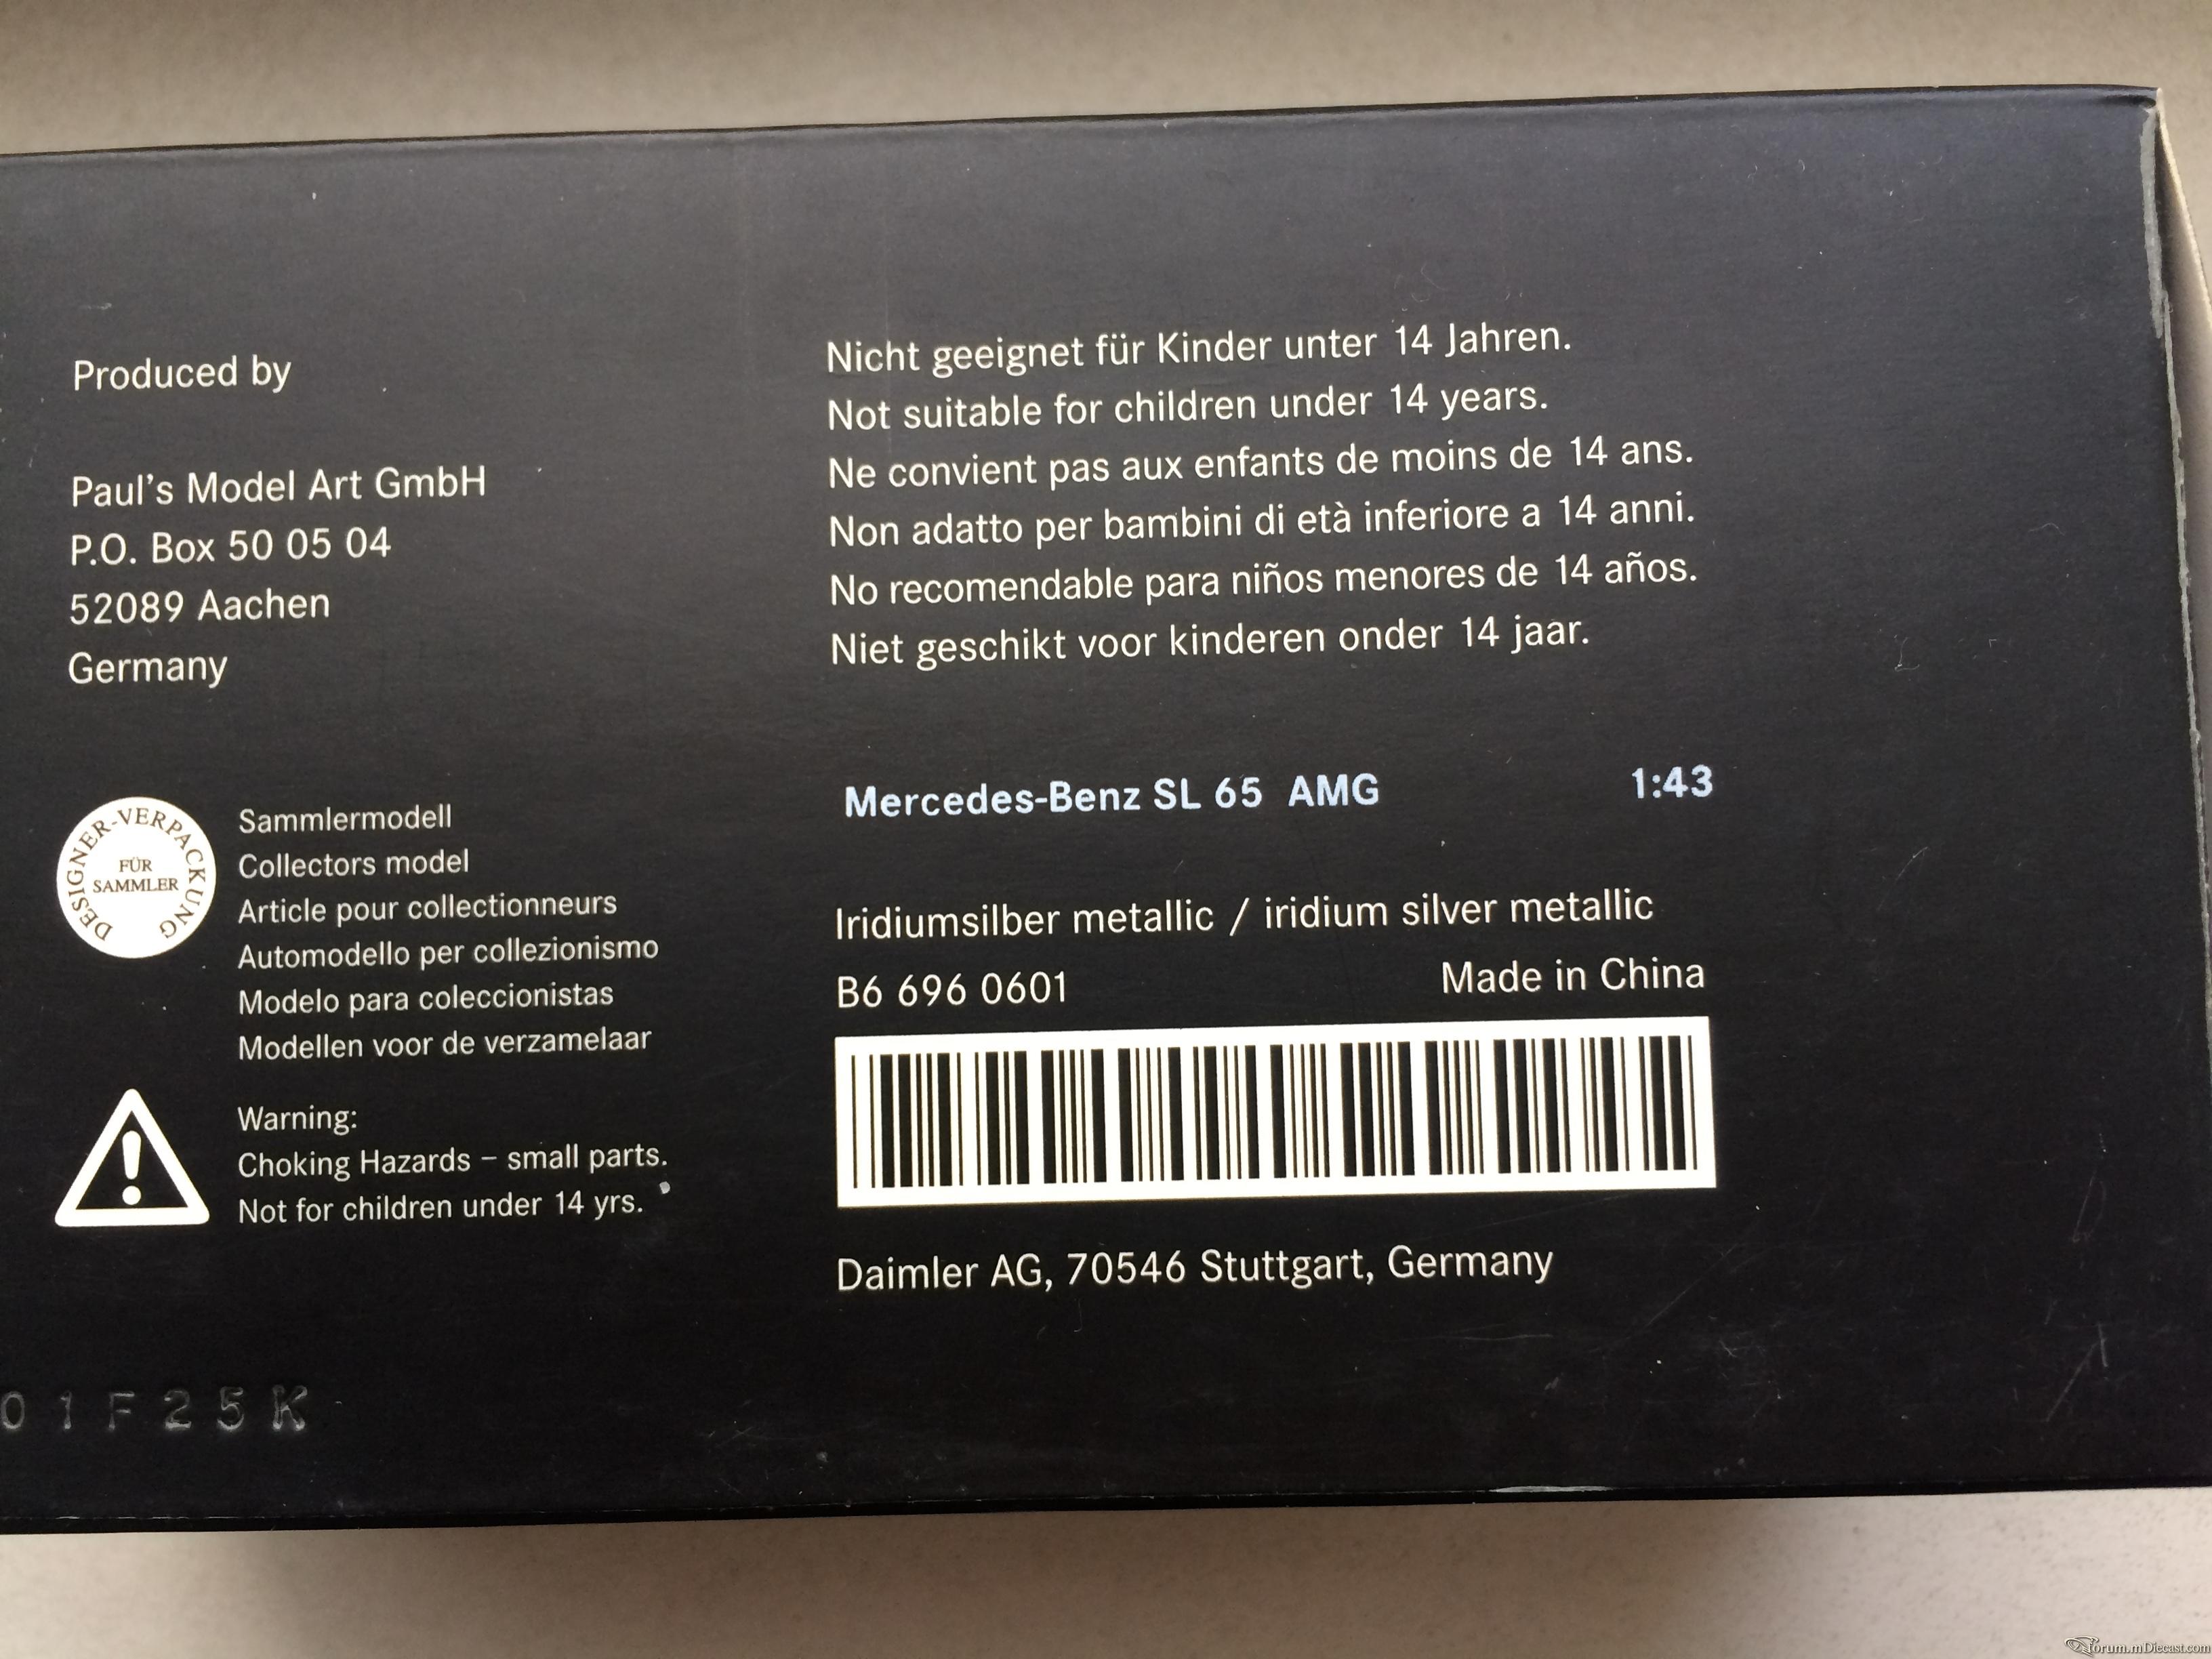 Produced by
Paul's Model Art GmbH
P.O. Box 50 05 04
52089 Aachen
Germany
DESIGNER-VERPACKUNG
FÜR
SAMMLER
Sammlermodell
Collectors model
Article pour collectionneurs
Automodello per collezionismo
Modelo para coleccionistas
Modellen voor de verzamelaar
Warning:
Choking Hazards – small parts.
Not for children under 14 yrs.
01F25K
Nicht geeignet für Kinder unter 14 Jahren.
Not suitable for children under 14 years.
Ne convient pas aux enfants de moins de 14 ans.
Non adatto per bambini di età inferiore a 14 anni.
No recomendable para niños menores de 14 años.
Niet geschikt voor kinderen onder 14 jaar.
Mercedes-Benz SL 65 AMG 1:43
Iridiumsilber metallic / iridium silver metallic
B6 696 0601 Made in China
Daimler AG, 70546 Stuttgart, Germany
forum.mDiecast.com